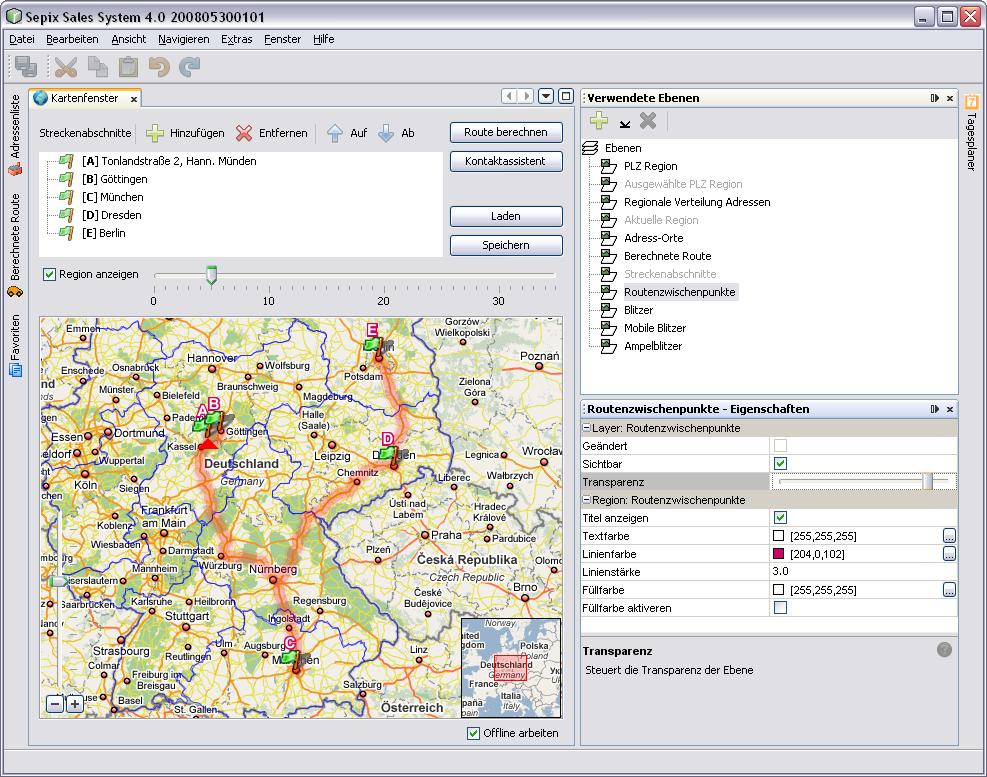 Sepix Sales System 4.0 200805300101
Datei Bearbeiten Ansicht Navigieren Extras Fenster Hilfe
Adressenliste
Berechnete Route
Favoriten
Kartenfenster
Streckenabschnitte Hinzufügen Entfernen Auf Ab
Route berechnen
Kontaktassistent
Laden
Speichern
[A] Tonlandstraße 2, Hann. Münden
[B] Göttingen
[C] München
[D] Dresden
[E] Berlin
Region anzeigen
0 10 20 30
Emmen
Gorzów
Wielkopolski
E
Hannover
Wolfsburg
Poznań
Enschede
Osnabrück
Potsdam
Braunschweig
Zielona
Góra
Münster
Bielefeld
Magdeburg
A
B
Halle
(Saale)
Essen
Dortmund
Göttingen
D
Kassel
Leipzig
Legnica
Wrocław
Wuppertal
Deutschland
Germany
Chemnitz
Köln
Siegen
Liberec
Wałbrzych
Koblenz
Frankfurt
am Main
Ústí nad
Labem
Hradec
Králové
Wiesbaden
Praha
Pardubice
Darmstadt
Würzburg
Plzeň
Česká Republika
Czech Republic
Mannheim
Nürnberg
Olomo
Saarbrücken
Karlsruhe
Heilbronn
Regensburg
České
Budějovice
Brno
Stuttgart
Ingolstadt
Strasbourg
Reutlingen
Ulm
Augsburg
C
Linz
Colmar
Freiburg im
Breisgau
Salzburg
Basel
St. Gallen
Österreich
Norway
Polska
Poland
Deutschland
Germany
France
Italia
Italy
Offline arbeiten
Verwendete Ebenen
Ebenen
PLZ Region
Ausgewählte PLZ Region
Regionale Verteilung Adressen
Aktuelle Region
Adress-Orte
Berechnete Route
Streckenabschnitte
Routenzwischenpunkte
Blitzer
Mobile Blitzer
Ampelblitzer
Routenzwischenpunkte - Eigenschaften
Layer: Routenzwischenpunkte
Geändert
Sichtbar
Transparenz
Region: Routenzwischenpunkte
Titel anzeigen
Textfarbe [255,255,255] ...
Linienfarbe [204,0,102] ...
Linienstärke 3.0
Füllfarbe [255,255,255] ...
Füllfarbe aktiveren
Transparenz
Steuert die Transparenz der Ebene
Tagesplaner